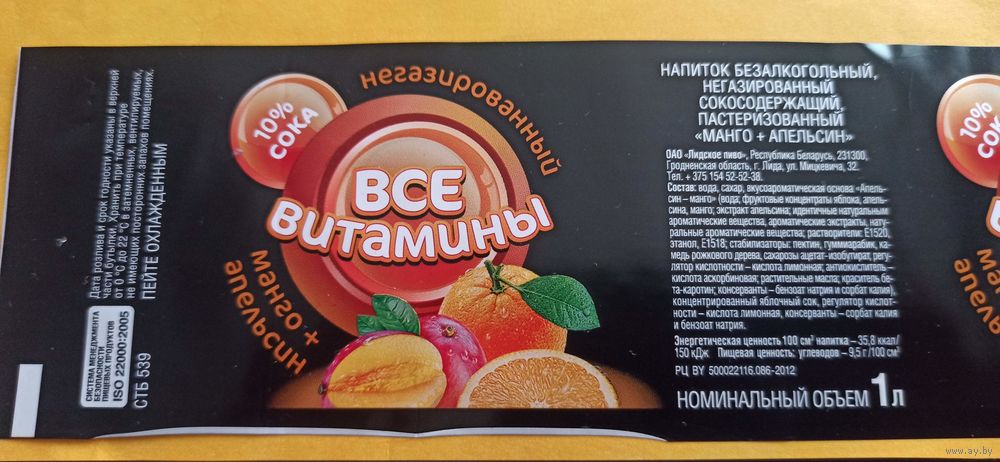 Дата розлива и срок годности указаны в верхней
части бутылки. Хранить при температуре
от 0 °С до 22 °С в затемненных, вентилируемых,
не имеющих посторонних запахов помещениях.
ПЕЙТЕ ОХЛАЖДЕННЫМ
СИСТЕМА МЕНЕДЖМЕНТА
БЕЗОПАСНОСТИ
ПИЩЕВЫХ ПРОДУКТОВ
ISO 22000:2005
СТБ 539
10%
СОКА
негазированный
ВСЕ
витамины
манго +
апельсин
НАПИТОК БЕЗАЛКОГОЛЬНЫЙ,
НЕГАЗИРОВАННЫЙ
СОКОСОДЕРЖАЩИЙ,
ПАСТЕРИЗОВАННЫЙ
«МАНГО + АПЕЛЬСИН»
ОАО «Лидское пиво», Республика Беларусь, 231300,
Гродненская область, г. Лида, ул. Мицкевича, 32.
Тел. + 375 154 52-52-38.
Состав: вода, сахар, вкусоароматическая основа «Апель-
син – манго» (вода; фруктовые концентраты яблока, апель-
сина, манго; экстракт апельсина; идентичные натуральным
ароматические вещества, ароматические экстракты, нату-
ральные ароматические вещества; растворители: Е1520,
этанол, Е1518; стабилизаторы: пектин, гуммиарабик, ка-
медь рожкового дерева, сахарозы ацетат- изобутират, регу-
лятор кислотности – кислота лимонная; антиокислитель –
кислота аскорбиновая; растительные масла; краситель бе-
та-каротин; консерванты – бензоат натрия и сорбат калия),
концентрированный яблочный сок, регулятор кислот-
ности – кислота лимонная, консерванты – сорбат калия
и бензоат натрия.
Энергетическая ценность 100 см³ напитка – 35,8 ккал/
150 кДж Пищевая ценность: углеводов – 9,5 г/100 см³
РЦ BY 500022116.086-2012
НОМИНАЛЬНЫЙ ОБЪЕМ 1 л
10%
СОК
апель
www.ay.by